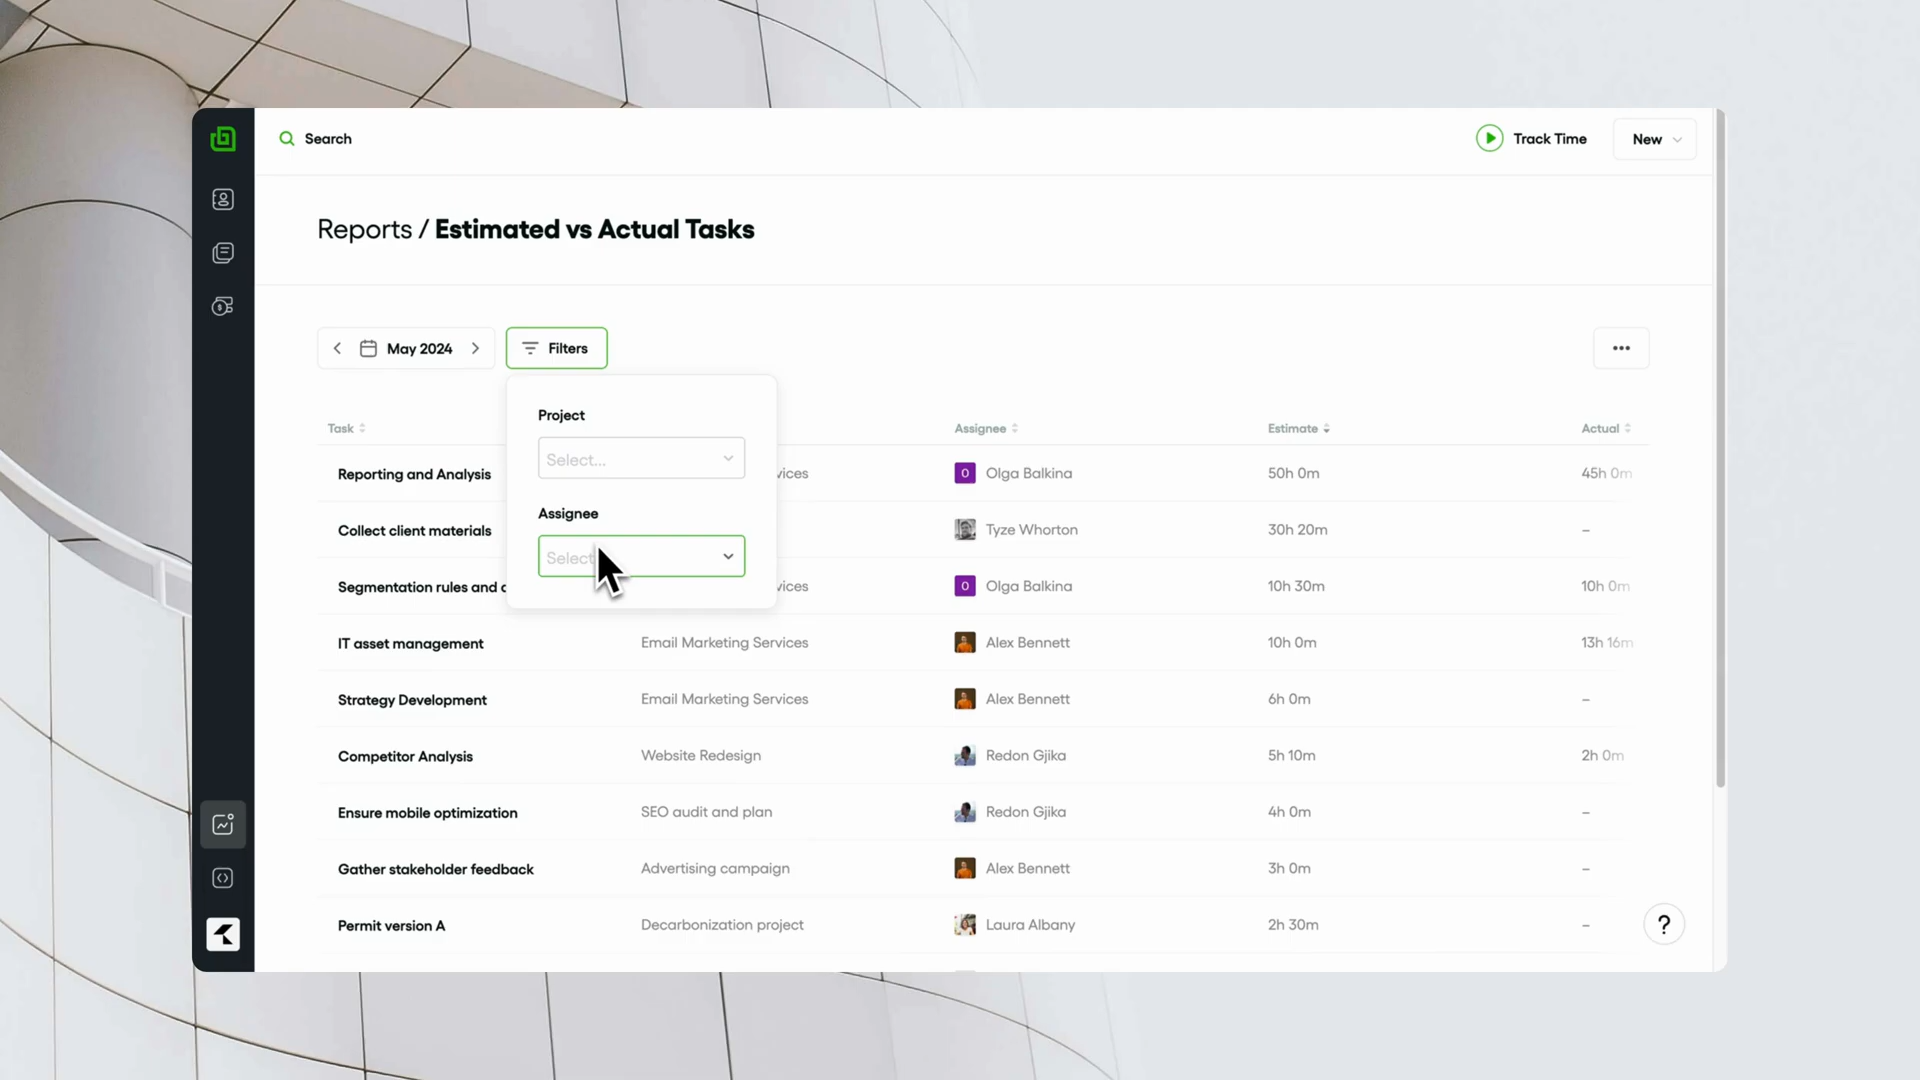 Search
Track Time
New
Reports / Estimated vs Actual Tasks
May 2024
Filters
Project
Select...
Assignee
Select
Task
Assignee
Estimate
Actual
Reporting and Analysis
vices
O
Olga Balkina
50h 0m
45h 0m
Collect client materials
Tyze Whorton
30h 20m
–
Segmentation rules and
vices
O
Olga Balkina
10h 30m
10h 0m
IT asset management
Email Marketing Services
Alex Bennett
10h 0m
13h 16m
Strategy Development
Email Marketing Services
Alex Bennett
6h 0m
–
Competitor Analysis
Website Redesign
Redon Gjika
5h 10m
2h 0m
Ensure mobile optimization
SEO audit and plan
Redon Gjika
4h 0m
–
Gather stakeholder feedback
Advertising campaign
Alex Bennett
3h 0m
–
Permit version A
Decarbonization project
Laura Albany
2h 30m
–
?